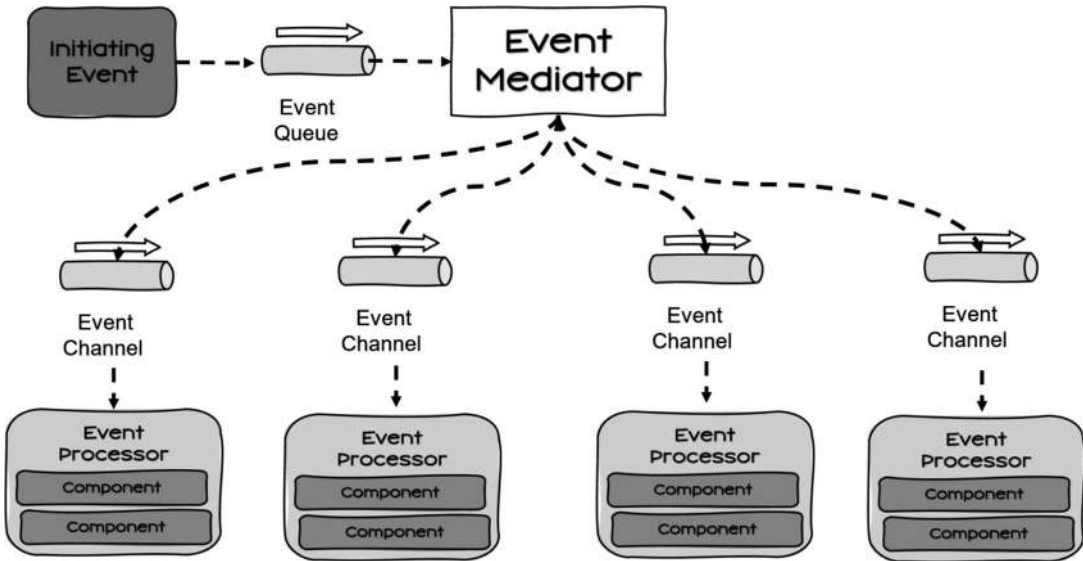 Initiating
Event
Event
Queue
Event
Mediator
Event
Channel
Event
Channel
Event
Channel
Event
Channel
Event
Processor
Component
Component
Event
Processor
Component
Component
Event
Processor
Component
Component
Event
Processor
Component
Component